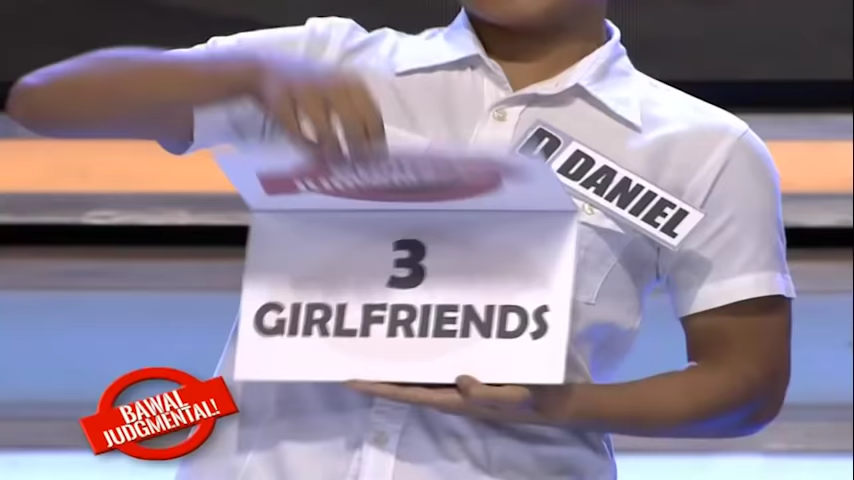 D DANIEL
3
GIRLFRIENDS
BAWAL
JUDGMENTAL!